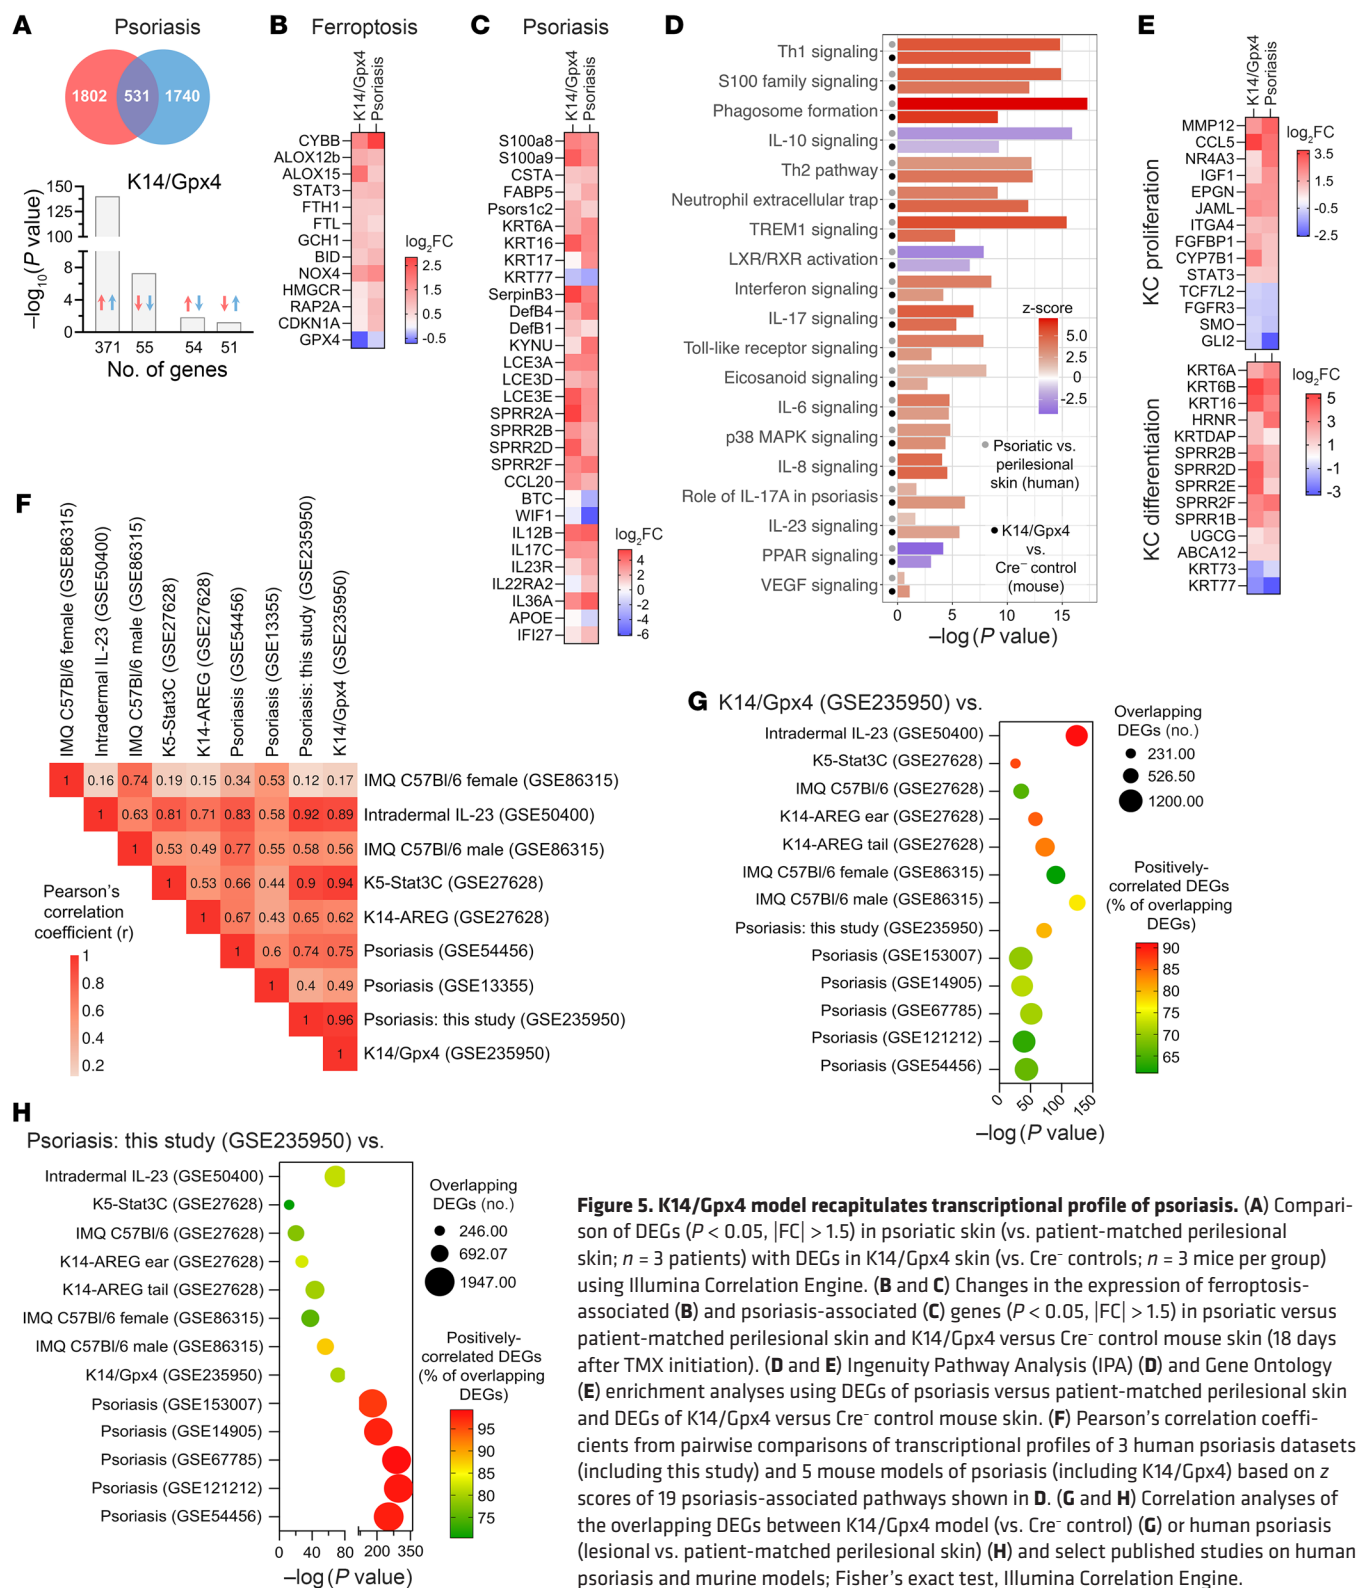 A
Psoriasis
1802
531
1740
K14/Gpx4
–log10(P value)
150
125
100
8
4
0
371
55
54
51
No. of genes
B
Ferroptosis
K14/Gpx4
Psoriasis
CYBB
ALOX12b
ALOX15
STAT3
FTH1
FTL
GCH1
BID
NOX4
HMGCR
RAP2A
CDKN1A
GPX4
log2FC
2.5
1.5
0.5
-0.5
C
Psoriasis
K14/Gpx4
Psoriasis
S100a8
S100a9
CSTA
FABP5
Psors1c2
KRT6A
KRT16
KRT17
KRT77
SerpinB3
DefB4
DefB1
KYNU
LCE3A
LCE3D
LCE3E
SPRR2A
SPRR2B
SPRR2D
SPRR2F
CCL20
BTC
WIF1
IL12B
IL17C
IL23R
IL22RA2
IL36A
APOE
IFI27
log2FC
4
2
0
-2
-4
-6
D
Th1 signaling
S100 family signaling
Phagosome formation
IL-10 signaling
Th2 pathway
Neutrophil extracellular trap
TREM1 signaling
LXR/RXR activation
Interferon signaling
IL-17 signaling
Toll-like receptor signaling
Eicosanoid signaling
IL-6 signaling
p38 MAPK signaling
IL-8 signaling
Role of IL-17A in psoriasis
IL-23 signaling
PPAR signaling
VEGF signaling
z-score
5.0
2.5
0
-2.5
Psoriatic vs.
perilesional
skin (human)
K14/Gpx4
vs.
Cre– control
(mouse)
0
5
10
15
–log(P value)
E
K14/Gpx4
Psoriasis
KC proliferation
MMP12
CCL5
NR4A3
IGF1
EPGN
JAML
ITGA4
FGFBP1
CYP7B1
STAT3
TCF7L2
FGFR3
SMO
GLI2
log2FC
3.5
1.5
-0.5
-2.5
KC differentiation
KRT6A
KRT6B
KRT16
HRNR
KRTDAP
SPRR2B
SPRR2D
SPRR2E
SPRR2F
SPRR1B
UGCG
ABCA12
KRT73
KRT77
log2FC
5
3
1
-1
-3
F
IMQ C57Bl/6 female (GSE86315)
Intradermal IL-23 (GSE50400)
IMQ C57Bl/6 male (GSE86315)
K5-Stat3C (GSE27628)
K14-AREG (GSE27628)
Psoriasis (GSE54456)
Psoriasis (GSE13355)
Psoriasis: this study (GSE235950)
K14/Gpx4 (GSE235950)
1 0.16 0.74 0.19 0.15 0.34 0.53 0.12 0.17 IMQ C57Bl/6 female (GSE86315)
1 0.63 0.81 0.71 0.83 0.58 0.92 0.89 Intradermal IL-23 (GSE50400)
1 0.53 0.49 0.77 0.55 0.58 0.56 IMQ C57Bl/6 male (GSE86315)
1 0.53 0.66 0.44 0.9 0.94 K5-Stat3C (GSE27628)
1 0.67 0.43 0.65 0.62 K14-AREG (GSE27628)
1 0.6 0.74 0.75 Psoriasis (GSE54456)
1 0.4 0.49 Psoriasis (GSE13355)
1 0.96 Psoriasis: this study (GSE235950)
1 K14/Gpx4 (GSE235950)
Pearson's
correlation
coefficient (r)
1
0.8
0.6
0.4
0.2
G
K14/Gpx4 (GSE235950) vs.
Intradermal IL-23 (GSE50400)
K5-Stat3C (GSE27628)
IMQ C57Bl/6 (GSE27628)
K14-AREG ear (GSE27628)
K14-AREG tail (GSE27628)
IMQ C57Bl/6 female (GSE86315)
IMQ C57Bl/6 male (GSE86315)
Psoriasis: this study (GSE235950)
Psoriasis (GSE153007)
Psoriasis (GSE14905)
Psoriasis (GSE67785)
Psoriasis (GSE121212)
Psoriasis (GSE54456)
0
50
100
150
–log(P value)
Overlapping
DEGs (no.)
231.00
526.50
1200.00
Positively-
correlated DEGs
(% of overlapping
DEGs)
90
85
80
75
70
65
H
Psoriasis: this study (GSE235950) vs.
Intradermal IL-23 (GSE50400)
K5-Stat3C (GSE27628)
IMQ C57Bl/6 (GSE27628)
K14-AREG ear (GSE27628)
K14-AREG tail (GSE27628)
IMQ C57Bl/6 female (GSE86315)
IMQ C57Bl/6 male (GSE86315)
K14/Gpx4 (GSE235950)
Psoriasis (GSE153007)
Psoriasis (GSE14905)
Psoriasis (GSE67785)
Psoriasis (GSE121212)
Psoriasis (GSE54456)
0 40 80 200 350
–log(P value)
Overlapping
DEGs (no.)
246.00
692.07
1947.00
Positively-
correlated DEGs
(% of overlapping
DEGs)
95
90
85
80
75
Figure 5. K14/Gpx4 model recapitulates transcriptional profile of psoriasis. (A) Compari-
son of DEGs (P < 0.05, |FC| > 1.5) in psoriatic skin (vs. patient-matched perilesional
skin; n = 3 patients) with DEGs in K14/Gpx4 skin (vs. Cre– controls; n = 3 mice per group)
using Illumina Correlation Engine. (B and C) Changes in the expression of ferroptosis-
associated (B) and psoriasis-associated (C) genes (P < 0.05, |FC| > 1.5) in psoriatic versus
patient-matched perilesional skin and K14/Gpx4 versus Cre– control mouse skin (18 days
after TMX initiation). (D and E) Ingenuity Pathway Analysis (IPA) (D) and Gene Ontology
(E) enrichment analyses using DEGs of psoriasis versus patient-matched perilesional skin
and DEGs of K14/Gpx4 versus Cre– control mouse skin. (F) Pearson's correlation coeffi-
cients from pairwise comparisons of transcriptional profiles of 3 human psoriasis datasets
(including this study) and 5 mouse models of psoriasis (including K14/Gpx4) based on z
scores of 19 psoriasis-associated pathways shown in D. (G and H) Correlation analyses of
the overlapping DEGs between K14/Gpx4 model (vs. Cre– control) (G) or human psoriasis
(lesional vs. patient-matched perilesional skin) (H) and select published studies on human
psoriasis and murine models; Fisher's exact test, Illumina Correlation Engine.